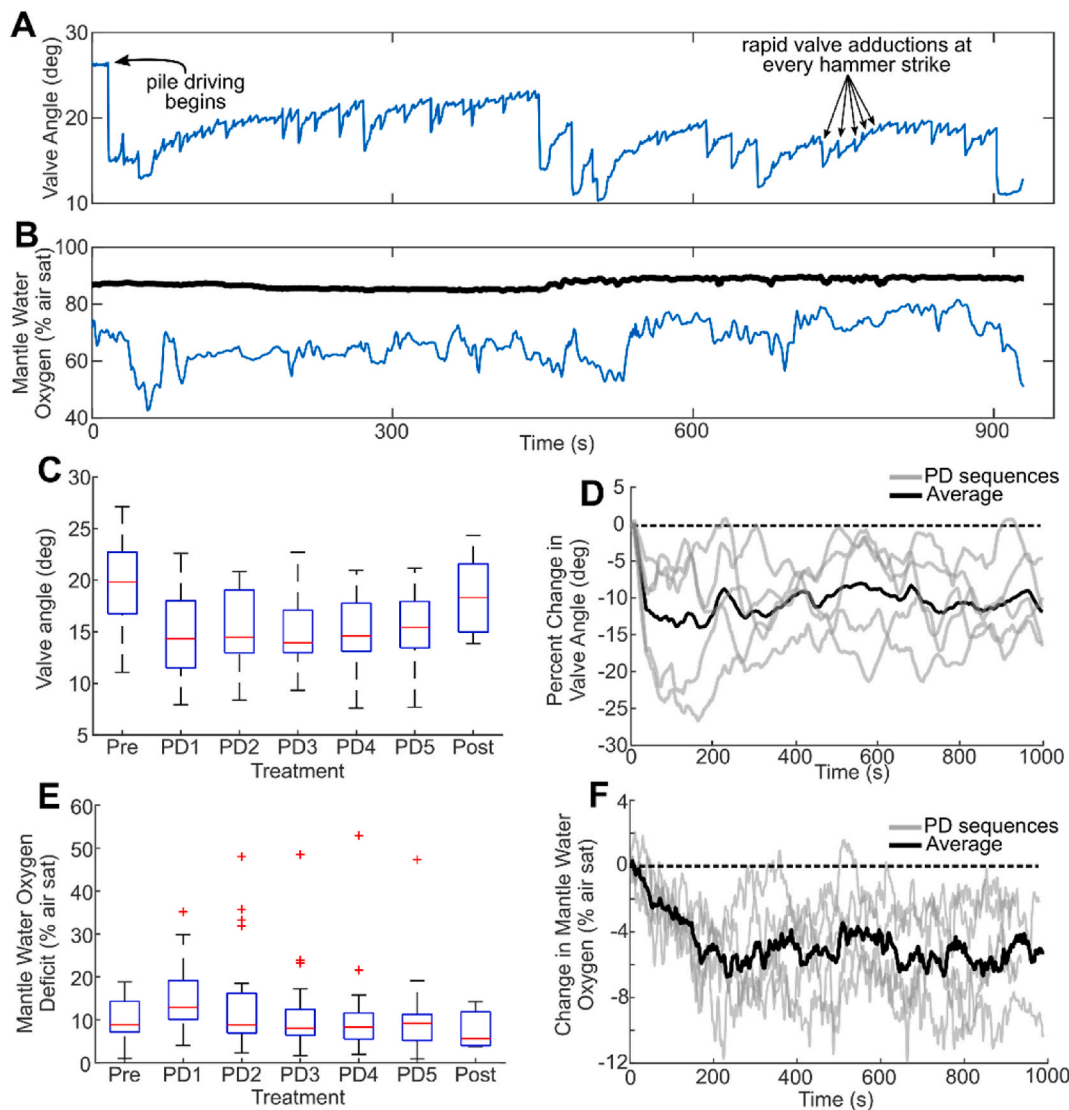 A
Valve Angle (deg)
30
20
10
pile driving
begins
rapid valve adductions at
every hammer strike
B
Mantle Water
Oxygen (% air sat)
100
80
60
40
0
300
600
900
Time (s)
C
Valve angle (deg)
30
25
20
15
10
5
Pre
PD1
PD2
PD3
PD4
PD5
Post
Treatment
D
PD sequences
Average
Percent Change in
Valve Angle (deg)
5
0
-5
-10
-15
-20
-25
-30
0
200
400
600
800
1000
Time (s)
E
Mantle Water Oxygen
Deficit (% air sat)
60
50
40
30
20
10
0
Pre
PD1
PD2
PD3
PD4
PD5
Post
Treatment
F
PD sequences
Average
Change in Mantle Water
Oxygen (% air sat)
4
0
-4
-8
-12
0
200
400
600
800
1000
Time (s)